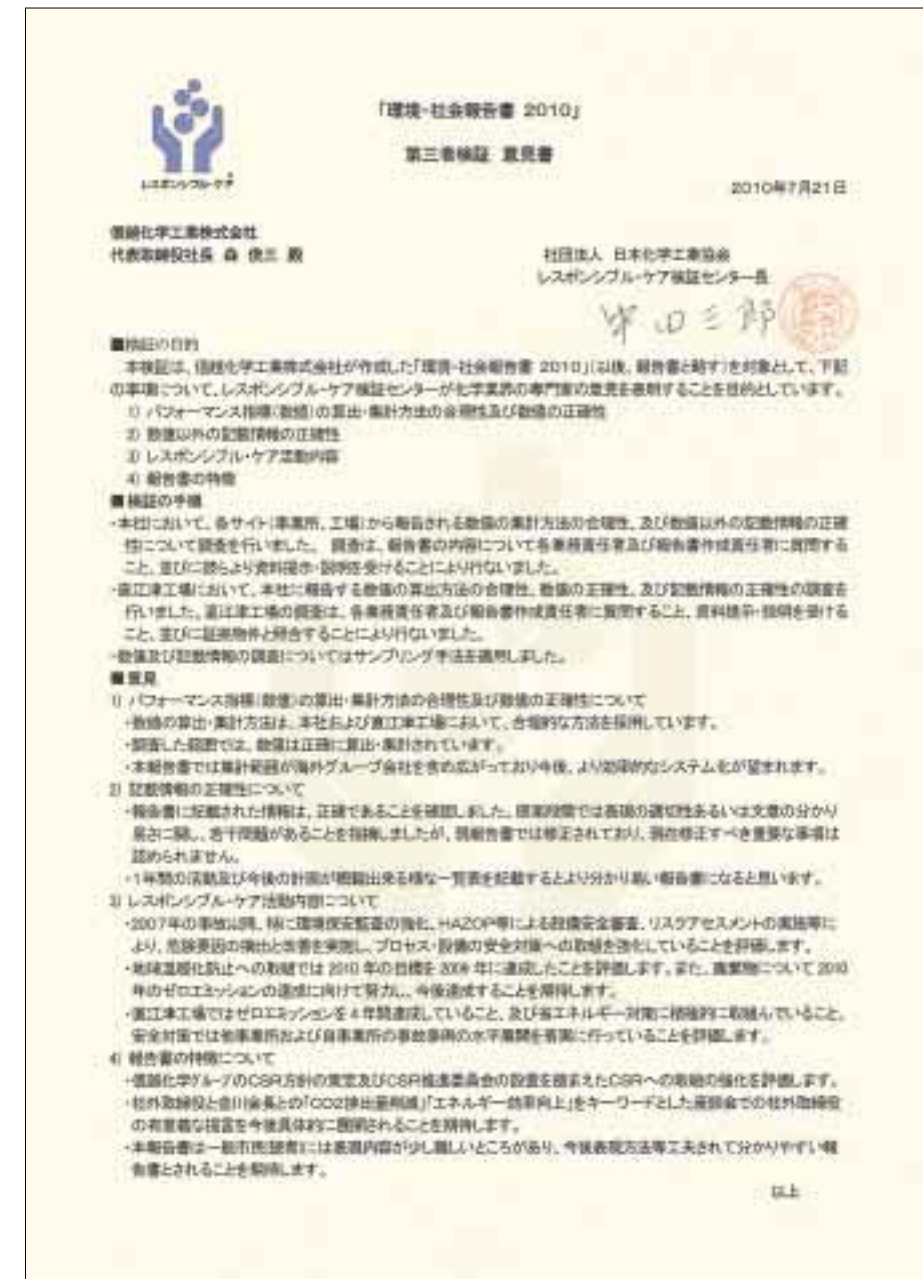 「環境・社会報告書 2010」
第三者検証 意見書
レスポンシブル・ケア
2010年7月21日
信越化学工業株式会社
代表取締役社長 森 俊三 殿
社団法人 日本化学工業協会
レスポンシブル・ケア検証センター長
田三郎
■検証の目的
本検証は、信越化学工業株式会社が作成した「環境・社会報告書 2010」(以後、報告書と略す)を対象として、下記
の事項について、レスポンシブル・ケア検証センターが化学業界の専門家の意見を表明することを目的としています。
1) パフォーマンス指標(数値)の算出・集計方法の合理性及び数値の正確性
2) 数値以外の記載情報の正確性
3) レスポンシブル・ケア活動内容
4) 報告書の特徴
■検証の手順
・本社において、各サイト(事業所、工場)から報告される数値の集計方法の合理性、及び数値以外の記載情報の正確
性について調査を行いました。 調査は、報告書の内容について各業務責任者及び報告書作成責任者に質問する
こと、並びに彼らより資料提示・説明を受けることにより行ないました。
・直江津工場において、本社に報告する数値の算出方法の合理性、数値の正確性、及び記載情報の正確性の調査を
行いました。直江津工場の調査は、各業務責任者及び報告書作成責任者に質問すること、資料提示・説明を受ける
こと、並びに証拠物件と照合することにより行ないました。
・数値及び記載情報の調査についてはサンプリング手法を適用しました。
■意見
1) パフォーマンス指標(数値)の算出・集計方法の合理性及び数値の正確性について
・数値の算出・集計方法は、本社および直江津工場において、合理的な方法を採用しています。
・調査した範囲では、数値は正確に算出・集計されています。
・本報告書では集計範囲が海外グループ会社を含め広がっており今後、より効率的なシステム化が望まれます。
2) 記載情報の正確性について
・報告書に記載された情報は、正確であることを確認しました。原案段階では表現の適切性あるいは文章の分かり
易さに関し、若干問題があることを指摘しましたが、現報告書では修正されており、現在修正すべき重要な事項は
認められません。
・1年間の活動及び今後の計画が概観出来る様な一覧表を記載するとより分かり易い報告書になると思います。
3) レスポンシブル・ケア活動内容について
・2007年の事故以降、特に環境保安監査の強化、HAZOP等による設備安全審査、リスクアセスメントの実施等に
より、危険要因の摘出と改善を実施し、プロセス・設備の安全対策への取組を強化していることを評価します。
・地球温暖化防止への取組では 2010 年の目標を 年に達成したことを評価します。また、廃棄物について 2010
年のゼロエミッションの達成に向けて努力し、今後達成することを期待します。
・直江津工場ではゼロエミッションを 4 年間達成していること、及び省エネルギー対策に積極的に取組んでいること、
安全対策では他事業所および自事業所の事故事例の水平展開を着実に行っていることを評価します。
4) 報告書の特徴について
・信越化学グループのCSR方針の策定及びCSR推進委員会の設置を踏まえたCSRへの取組の強化を評価します。
・社外取締役と金川会長との「CO2排出量削減」「エネルギー効率向上」をキーワードとした座談会での社外取締役
の有意義な提言を今後具体的に展開されることを期待します。
・本報告書は一般市民(読者)には表現内容が少し難しいところがあり、今後表現方法等工夫されて分かりやすい報
告書とされることを期待します。
以上